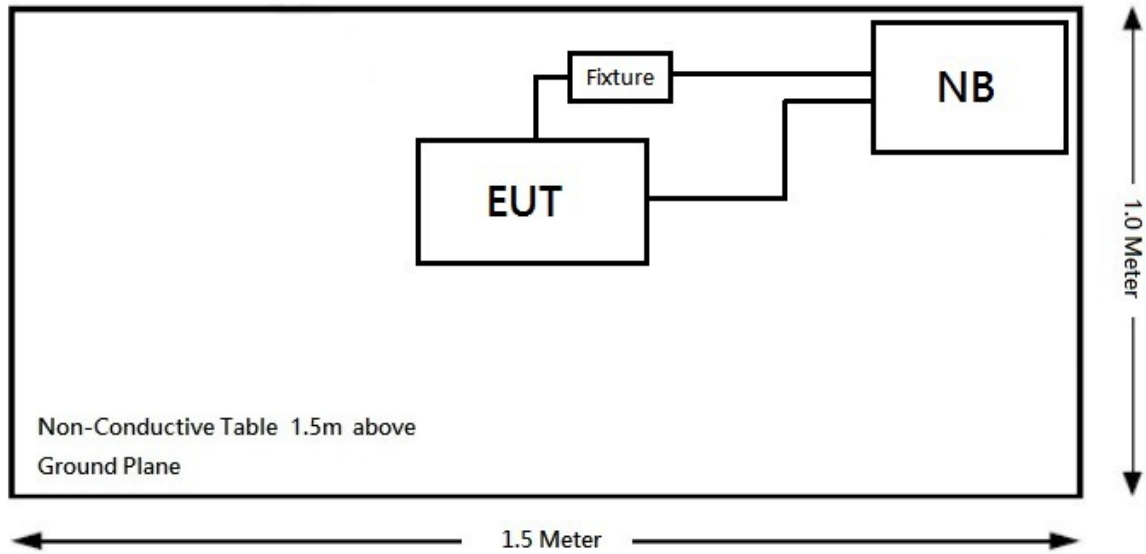 Fixture
NB
EUT
1.0 Meter
Non-Conductive Table 1.5m above
Ground Plane
1.5 Meter